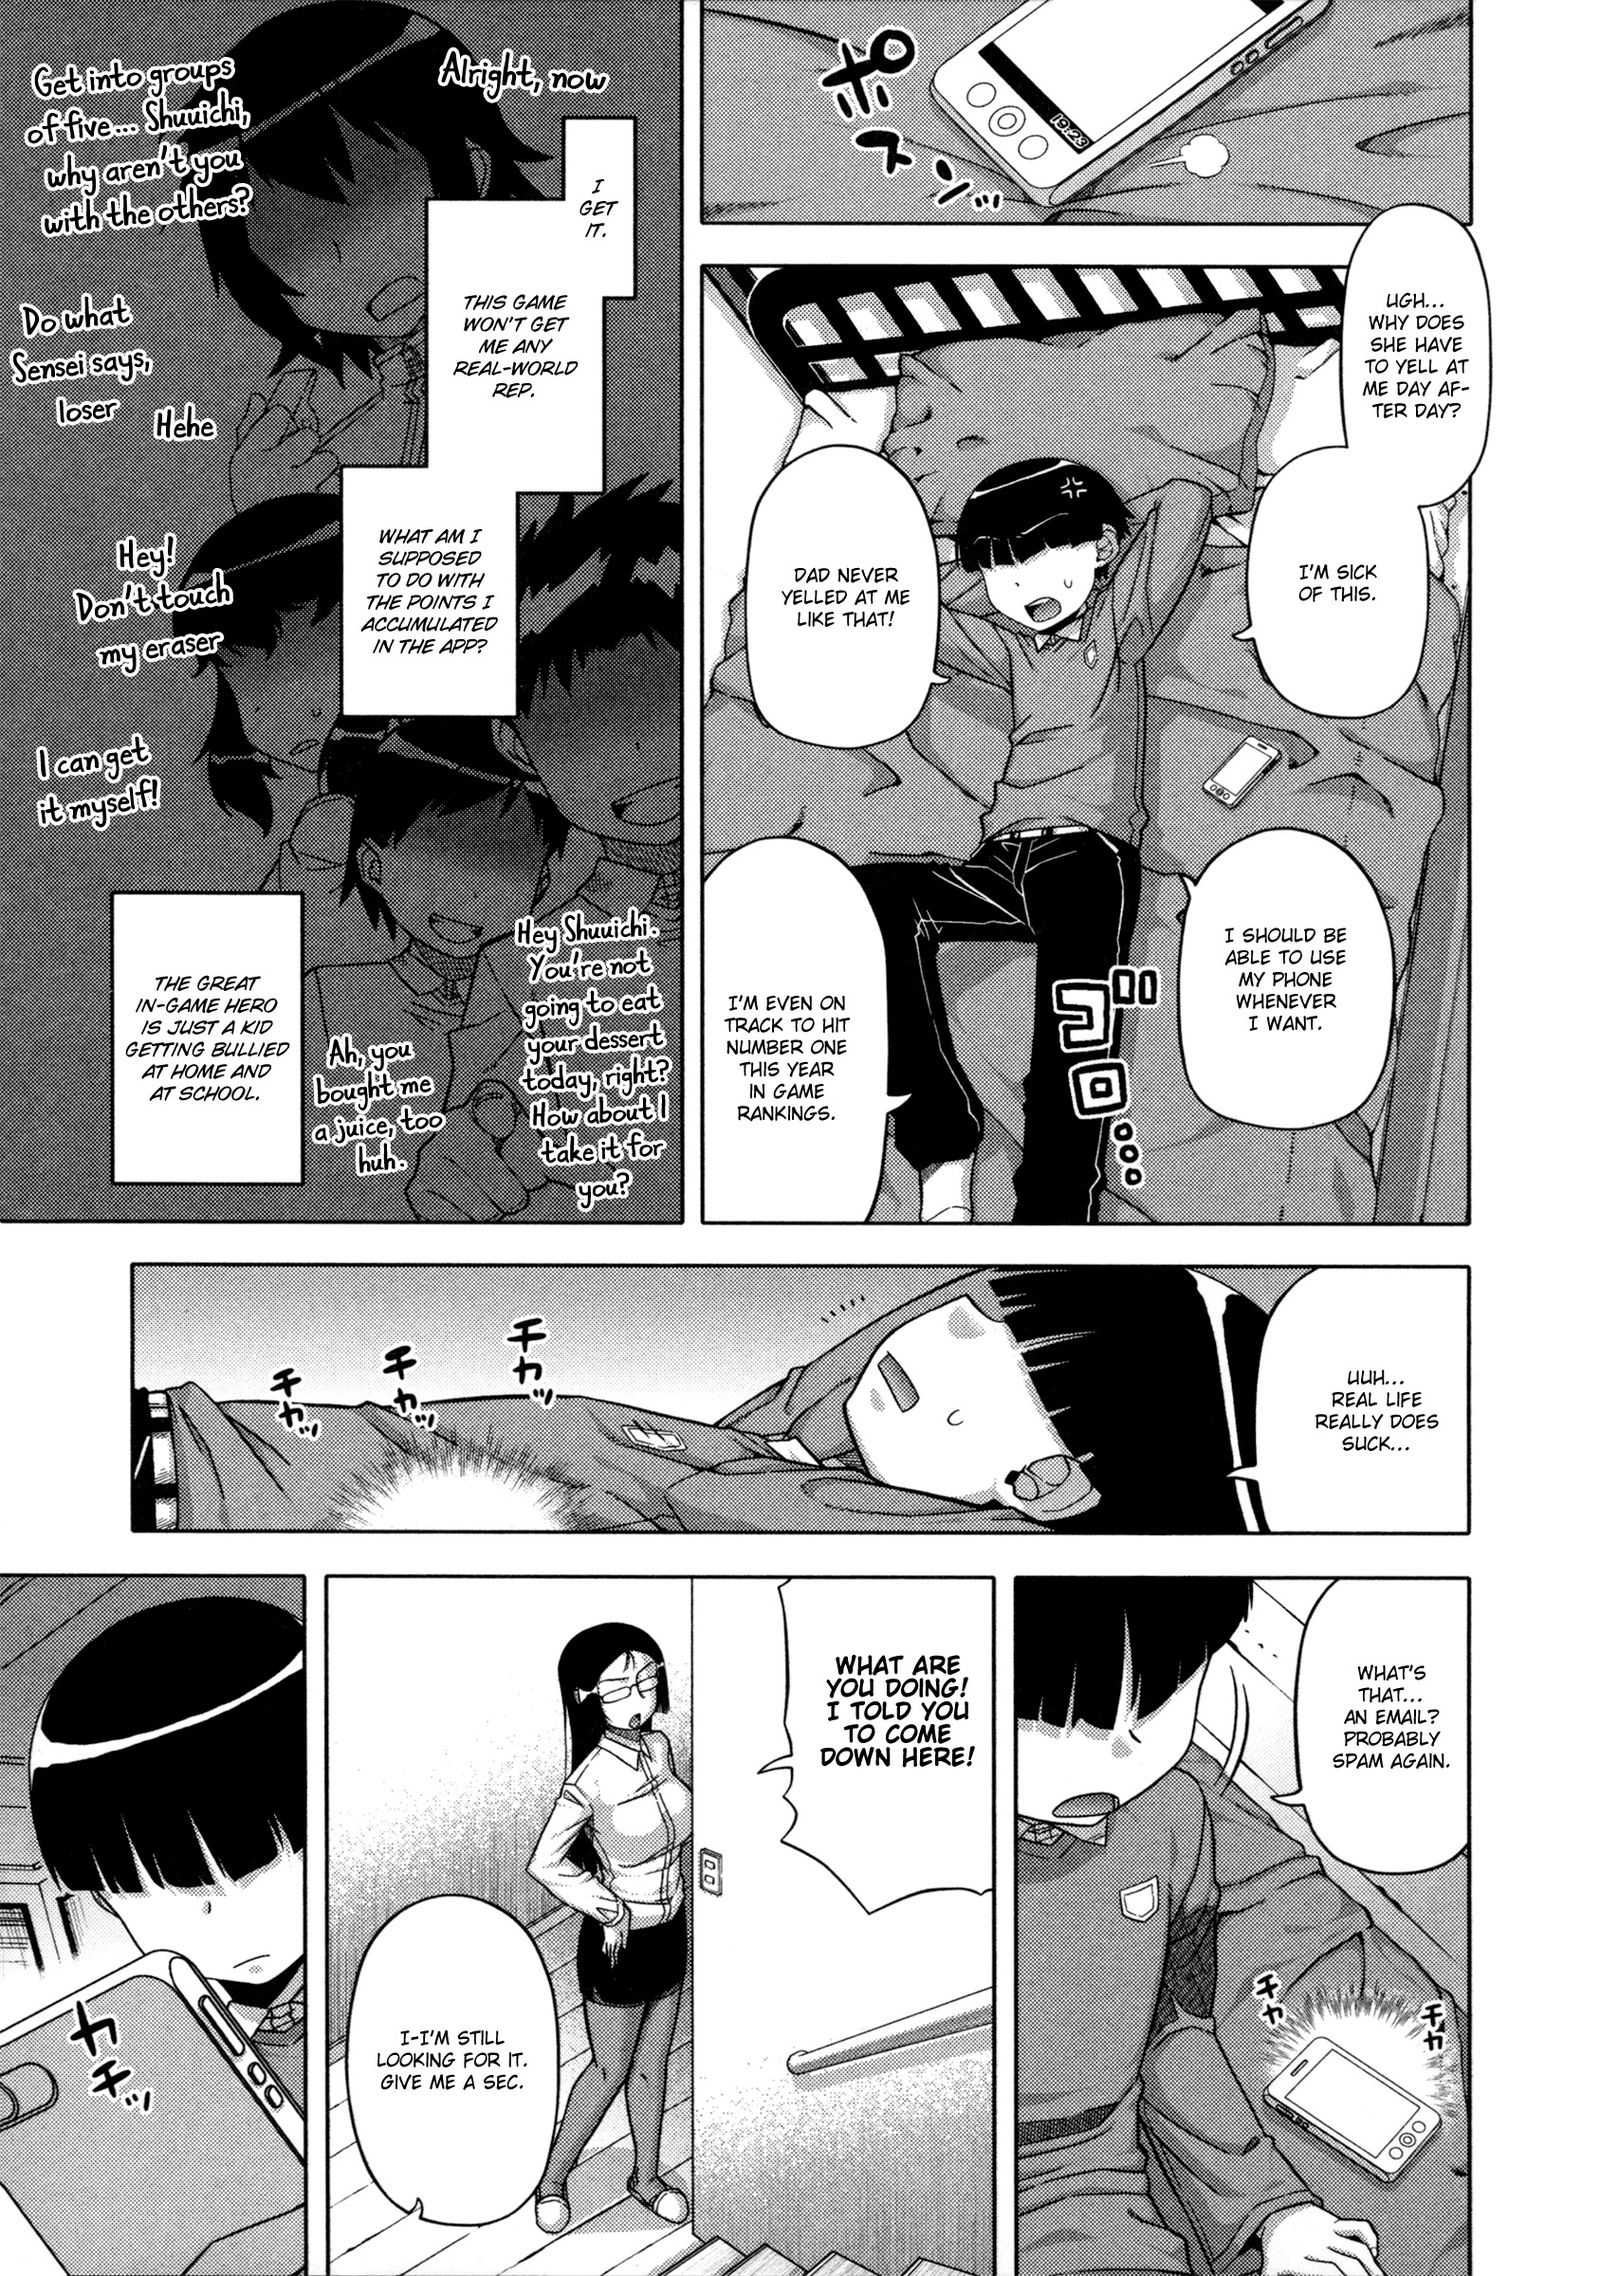 ポスンッ
19:23
UGH...
WHY DOES
SHE HAVE
TO YELL AT
ME DAY AF-
TER DAY?
I'M SICK
OF THIS.
DAD NEVER
YELLED AT ME
LIKE THAT!
I SHOULD BE
ABLE TO USE
MY PHONE
WHENEVER
I WANT.
ゴロ...
I'M EVEN ON
TRACK TO HIT
NUMBER ONE
THIS YEAR
IN GAME
RANKINGS.
I
GET
IT.
THIS GAME
WON'T GET
ME ANY
REAL-WORLD
REP.
WHAT AM I
SUPPOSED
TO DO WITH
THE POINTS I
ACCUMULATED
IN THE APP?
Alright, now
Get into groups
of five... Shuuichi,
why aren't you
with the others?
Do what
Sensei says,
loser
Hehe
Hey!
Don't touch
my eraser
I can get
it myself!
Hey Shuuichi.
You're not
going to eat
your dessert
today, right?
How about I
take it for
you?
Ah, you
bought me
a juice, too
huh.
THE GREAT
IN-GAME HERO
IS JUST A KID
GETTING BULLIED
AT HOME AND
AT SCHOOL.
UUH...
REAL LIFE
REALLY DOES
SUCK...
チカッ
チカッ
チカッ
WHAT'S
THAT...
AN EMAIL?
PROBABLY
SPAM AGAIN.
チカ
チカ
WHAT ARE
YOU DOING!
I TOLD YOU
TO COME
DOWN HERE!
I-I'M STILL
LOOKING FOR IT.
GIVE ME A SEC.
カチッ